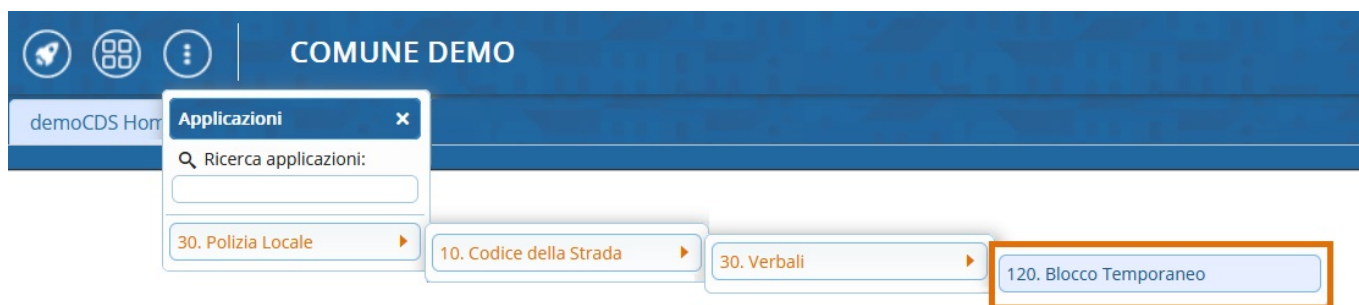 COMUNE DEMO
demoCDS Hom
Applicazioni
Ricerca applicazioni:
30. Polizia Locale
10. Codice della Strada
30. Verbali
120. Blocco Temporaneo